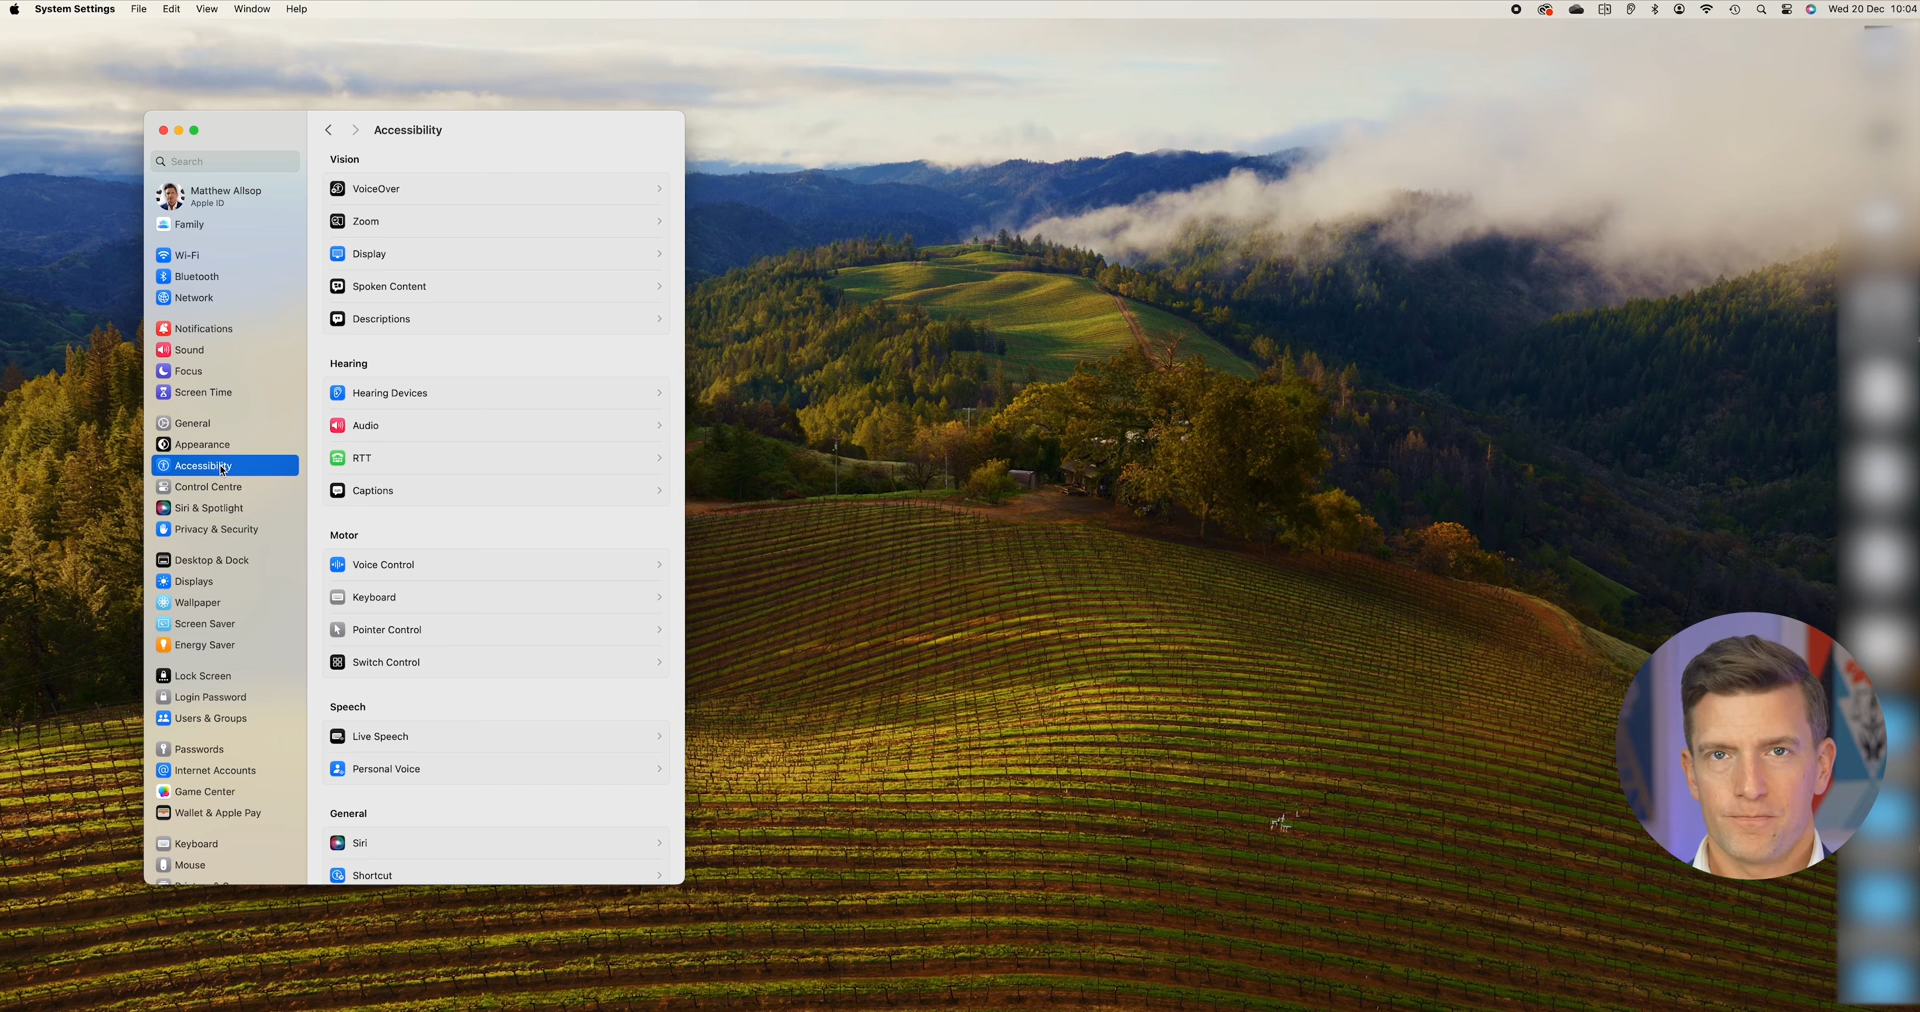 System Settings File Edit View Window Help Wed 20 Dec 10:04
Accessibility
Search
Matthew Allsop
Apple ID
Family
Wi-Fi
Bluetooth
Network
Notifications
Sound
Focus
Screen Time
General
Appearance
Accessibility
Control Centre
Siri & Spotlight
Privacy & Security
Desktop & Dock
Displays
Wallpaper
Screen Saver
Energy Saver
Lock Screen
Login Password
Users & Groups
Passwords
Internet Accounts
Game Center
Wallet & Apple Pay
Keyboard
Mouse
Vision
VoiceOver
Zoom
Display
Spoken Content
Descriptions
Hearing
Hearing Devices
Audio
RTT
Captions
Motor
Voice Control
Keyboard
Pointer Control
Switch Control
Speech
Live Speech
Personal Voice
General
Siri
Shortcut